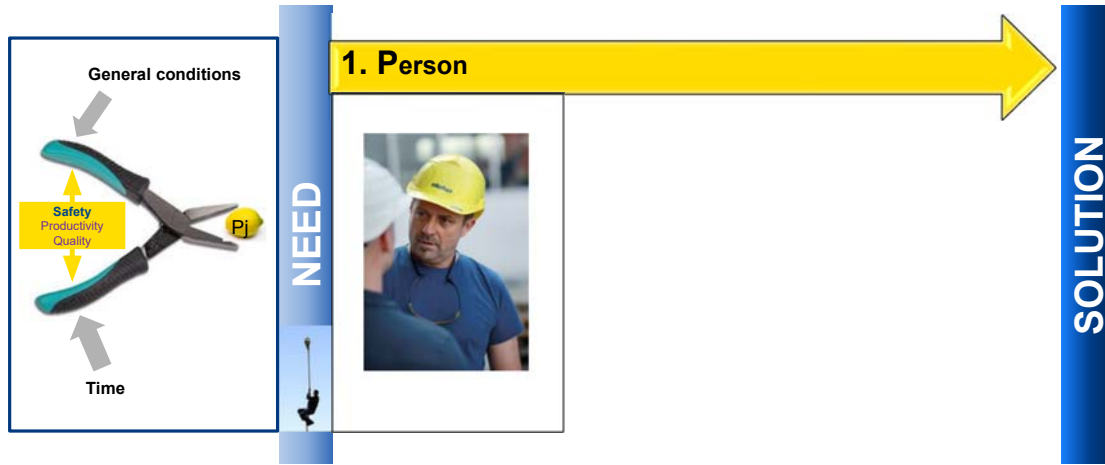 General conditions
Safety
Productivity
Quality
Pj
Time
NEED
1. Person
SOLUTION